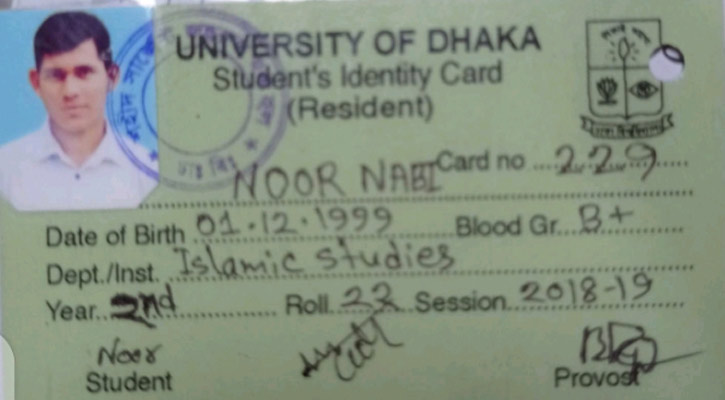 UNIVERSITY OF DHAKA
Student's Identity Card
(Resident)
Card no 229
NOOR NABI
Date of Birth 01.12.1999 Blood Gr. B+
Dept./Inst. Islamic Studies
Year 2nd Roll 22 Session 2018-19
Noor
Student Provost